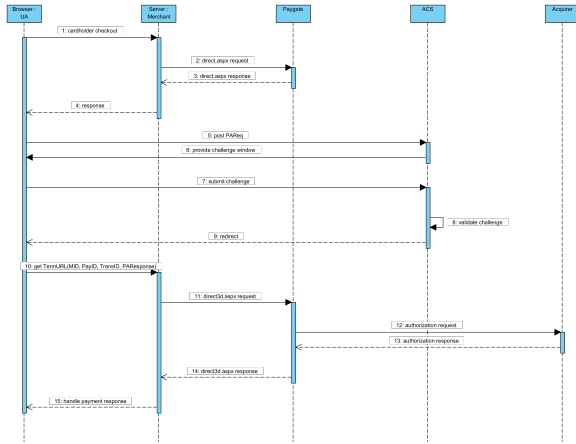 Browser :
UA
Server :
Merchant
Paygate
ACS
Acquirer
1: cardholder checkout
2: direct.aspx request
3: direct.aspx response
4: response
5: post PAReq
6: provide challenge window
7: submit challenge
8: validate challenge
9: redirect
10: get TermURL(MID, PayID, TransID, PAResponse)
11: direct3d.aspx request
12: authorization request
13: authorization response
14: direct3d.aspx response
15: handle payment response